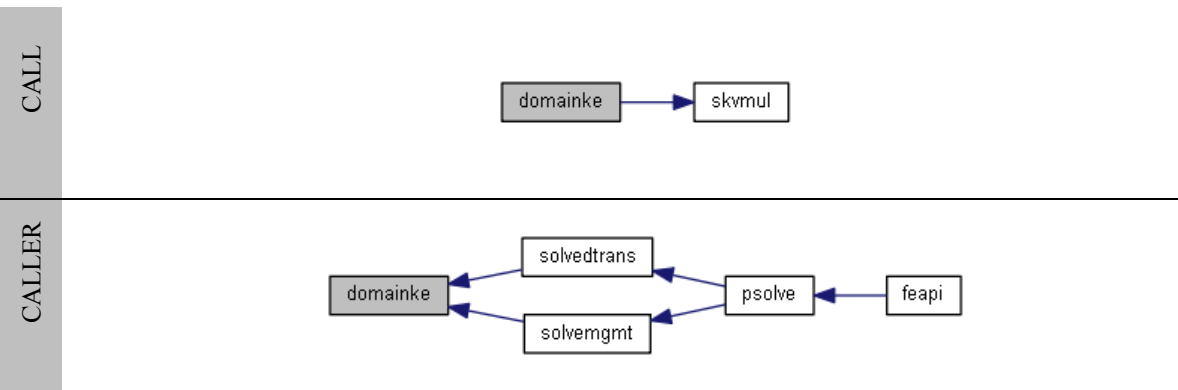 CALL
domainke
skvmul
CALLER
domainke
solvedtrans
solvemgmt
psolve
feapi